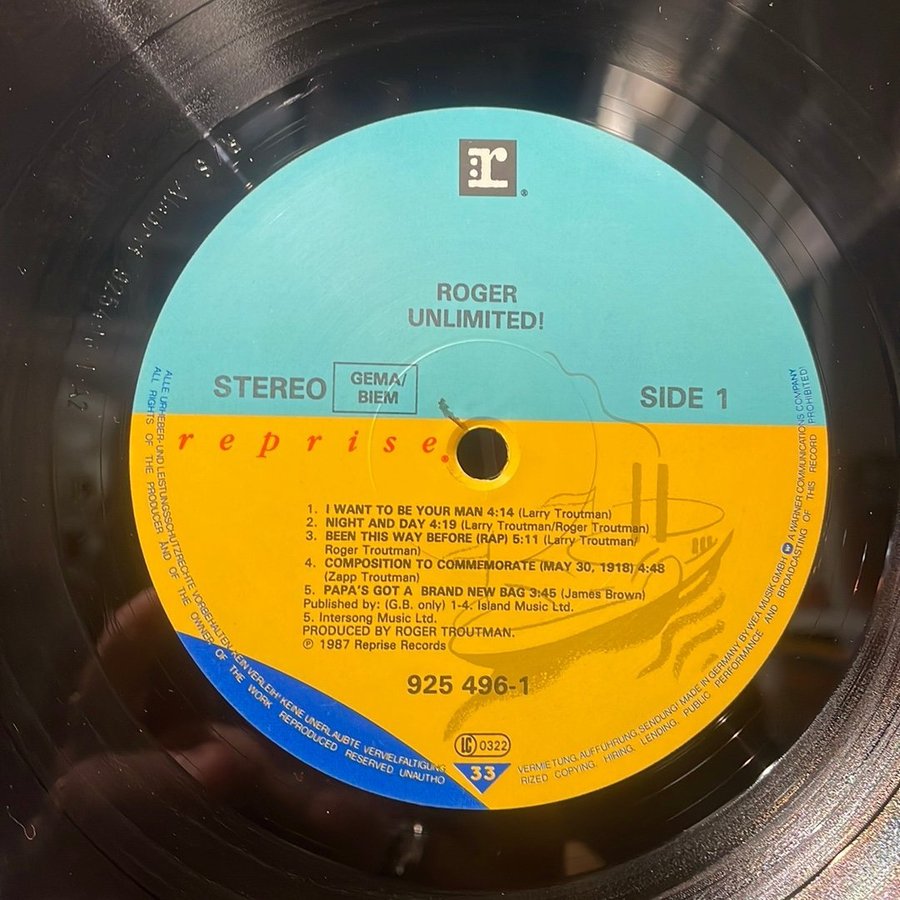 r®
ROGER
UNLIMITED!
STEREO
GEMA/
BIEM
SIDE 1
reprise®
1. I WANT TO BE YOUR MAN 4:14 (Larry Troutman)
2. NIGHT AND DAY 4:19 (Larry Troutman/Roger Troutman)
3. BEEN THIS WAY BEFORE (RAP) 5:11 (Larry Troutman/
Roger Troutman)
4. COMPOSITION TO COMMEMORATE (MAY 30, 1918) 4:48
(Zapp Troutman)
5. PAPA'S GOT A BRAND NEW BAG 3:45 (James Brown)
Published by: (G.B. only) 1-4. Island Music Ltd.
5. Intersong Music Ltd.
PRODUCED BY ROGER TROUTMAN.
℗ 1987 Reprise Records
925 496-1
LC 0322
33
ALLE URHEBER- UND LEISTUNGSSCHUTZRECHTE VORBEHALTEN. KEIN VERLEIH! KEINE UNERLAUBTE VERVIELFÄLTIGUNG,
VERMIETUNG, AUFFÜHRUNG, SENDUNG! MADE IN GERMANY BY WEA MUSIK GMBH A WARNER COMMUNICATIONS COMPANY
ALL RIGHTS OF THE PRODUCER AND OF THE OWNER OF THE WORK REPRODUCED RESERVED UNAUTHO
RIZED COPYING, HIRING, LENDING, PUBLIC PERFORMANCE AND BROADCASTING OF THIS RECORD PROHIBITED!